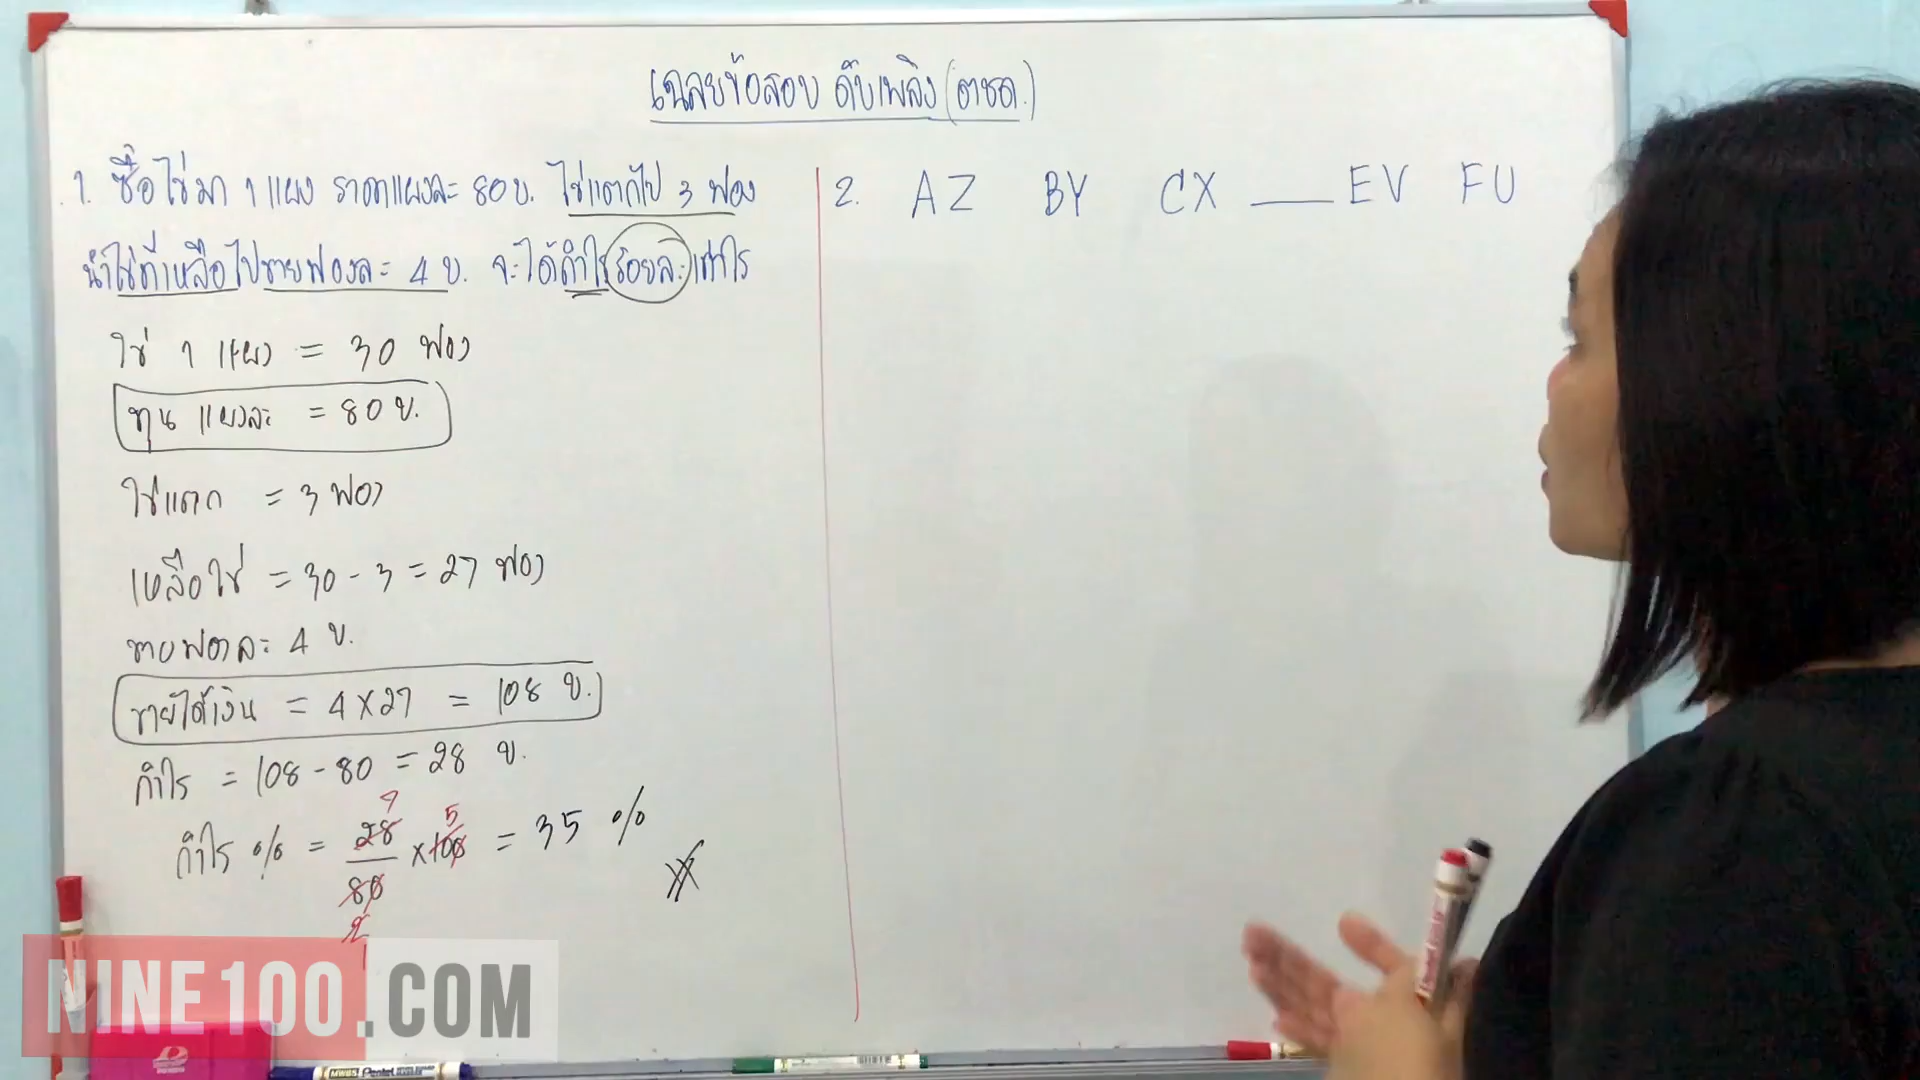 เฉลยข้อสอบ ดับเพลิง (ตชด.)
1. ซื้อไข่มา 1 แผง ราคาแผงละ 80 บ. ไข่แตกไป 3 ฟอง
นำไข่ที่เหลือไปขายฟองละ 4 บ. จะได้กำไรร้อยละเท่าไร
ไข่ 1 แผง = 30 ฟอง
ทุน แผงละ = 80 บ.
ไข่แตก = 3 ฟอง
เหลือไข่ = 30 - 3 = 27 ฟอง
ขายฟองละ 4 บ.
ขายได้เงิน = 4 x 27 = 108 บ.
กำไร = 108 - 80 = 28 บ.
7 5
กำไร % = 28/80 x 100 = 35 %
2
1
2. AZ BY CX ___ EV FU
NINE100.COM
Pentel